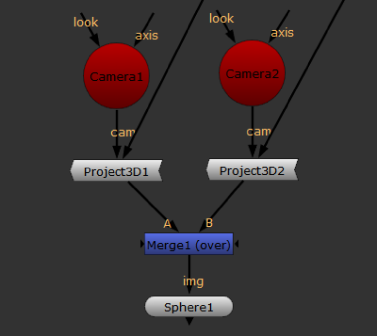 look
axis
look
axis
Camera1
Camera2
cam
cam
Project3D1
Project3D2
A
B
Merge1 (over)
img
Sphere1